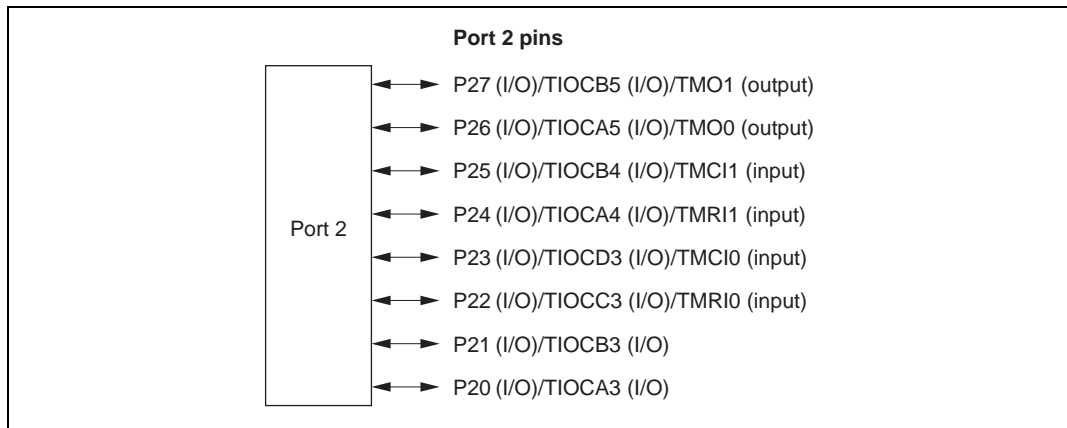 Port 2 pins
P27 (I/O)/TIOCB5 (I/O)/TMO1 (output)
P26 (I/O)/TIOCA5 (I/O)/TMO0 (output)
P25 (I/O)/TIOCB4 (I/O)/TMCI1 (input)
P24 (I/O)/TIOCA4 (I/O)/TMRI1 (input)
Port 2
P23 (I/O)/TIOCD3 (I/O)/TMCI0 (input)
P22 (I/O)/TIOCC3 (I/O)/TMRI0 (input)
P21 (I/O)/TIOCB3 (I/O)
P20 (I/O)/TIOCA3 (I/O)